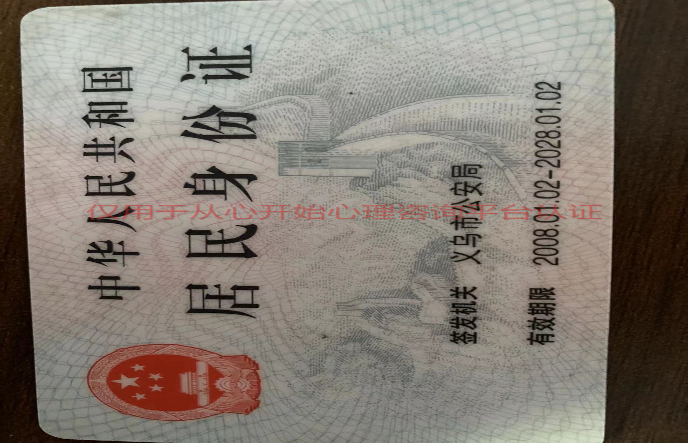 中华人民共和国
居民身份证
签发机关 义乌市公安局
有效期限 2008.01.02-2028.01.02
仅用于从心开始心理咨询平台认证